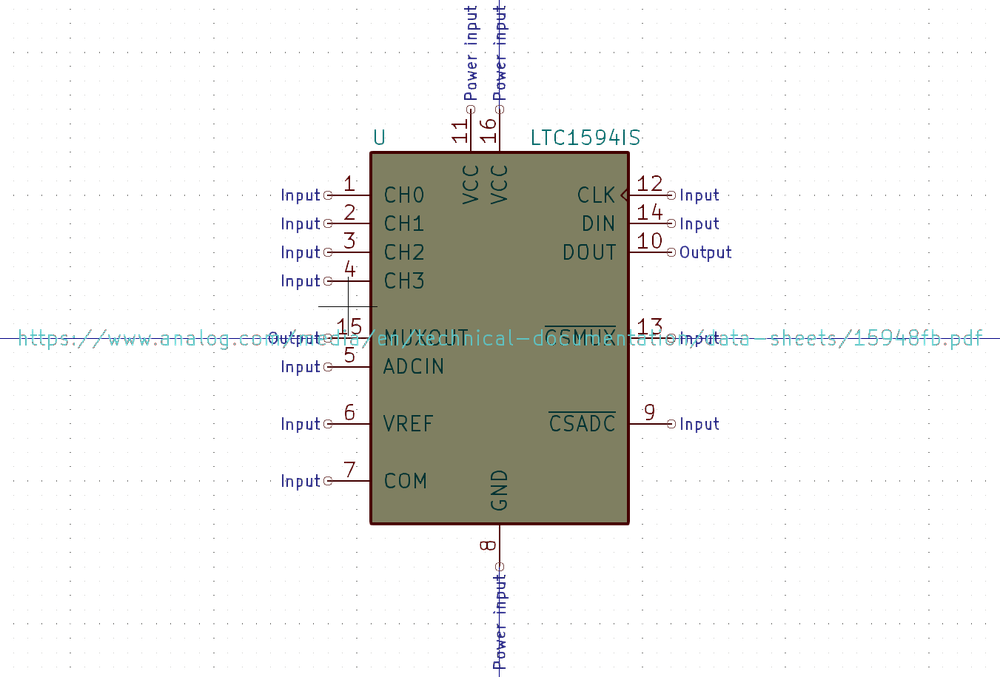 Power input
Power input
11
16
U
LTC1594IS
VCC
VCC
Input 1 CH0
CLK 12 Input
Input 2 CH1
DIN 14 Input
Input 3 CH2
DOUT 10 Output
Input 4 CH3
Output 15 MUXOUT
CSMUX 13 Input
https://www.analog.com/media/en/technical-documentation/data-sheets/15948fb.pdf
Input 5 ADCIN
Input 6 VREF
CSADC 9 Input
Input 7 COM
GND
8
Power input